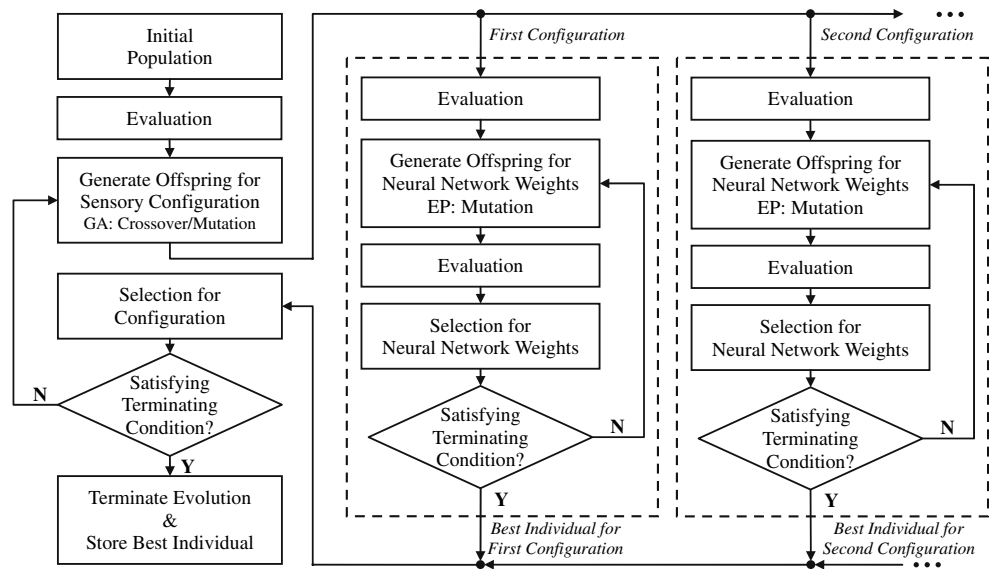 Initial
Population
Evaluation
Generate Offspring for
Sensory Configuration
GA: Crossover/Mutation
Selection for
Configuration
Satisfying
Terminating
Condition?
N
Y
Terminate Evolution
&
Store Best Individual
First Configuration
Evaluation
Generate Offspring for
Neural Network Weights
EP: Mutation
Evaluation
Selection for
Neural Network Weights
Satisfying
Terminating
Condition?
N
Y
Best Individual for
First Configuration
Second Configuration
Evaluation
Generate Offspring for
Neural Network Weights
EP: Mutation
Evaluation
Selection for
Neural Network Weights
Satisfying
Terminating
Condition?
N
Y
Best Individual for
Second Configuration